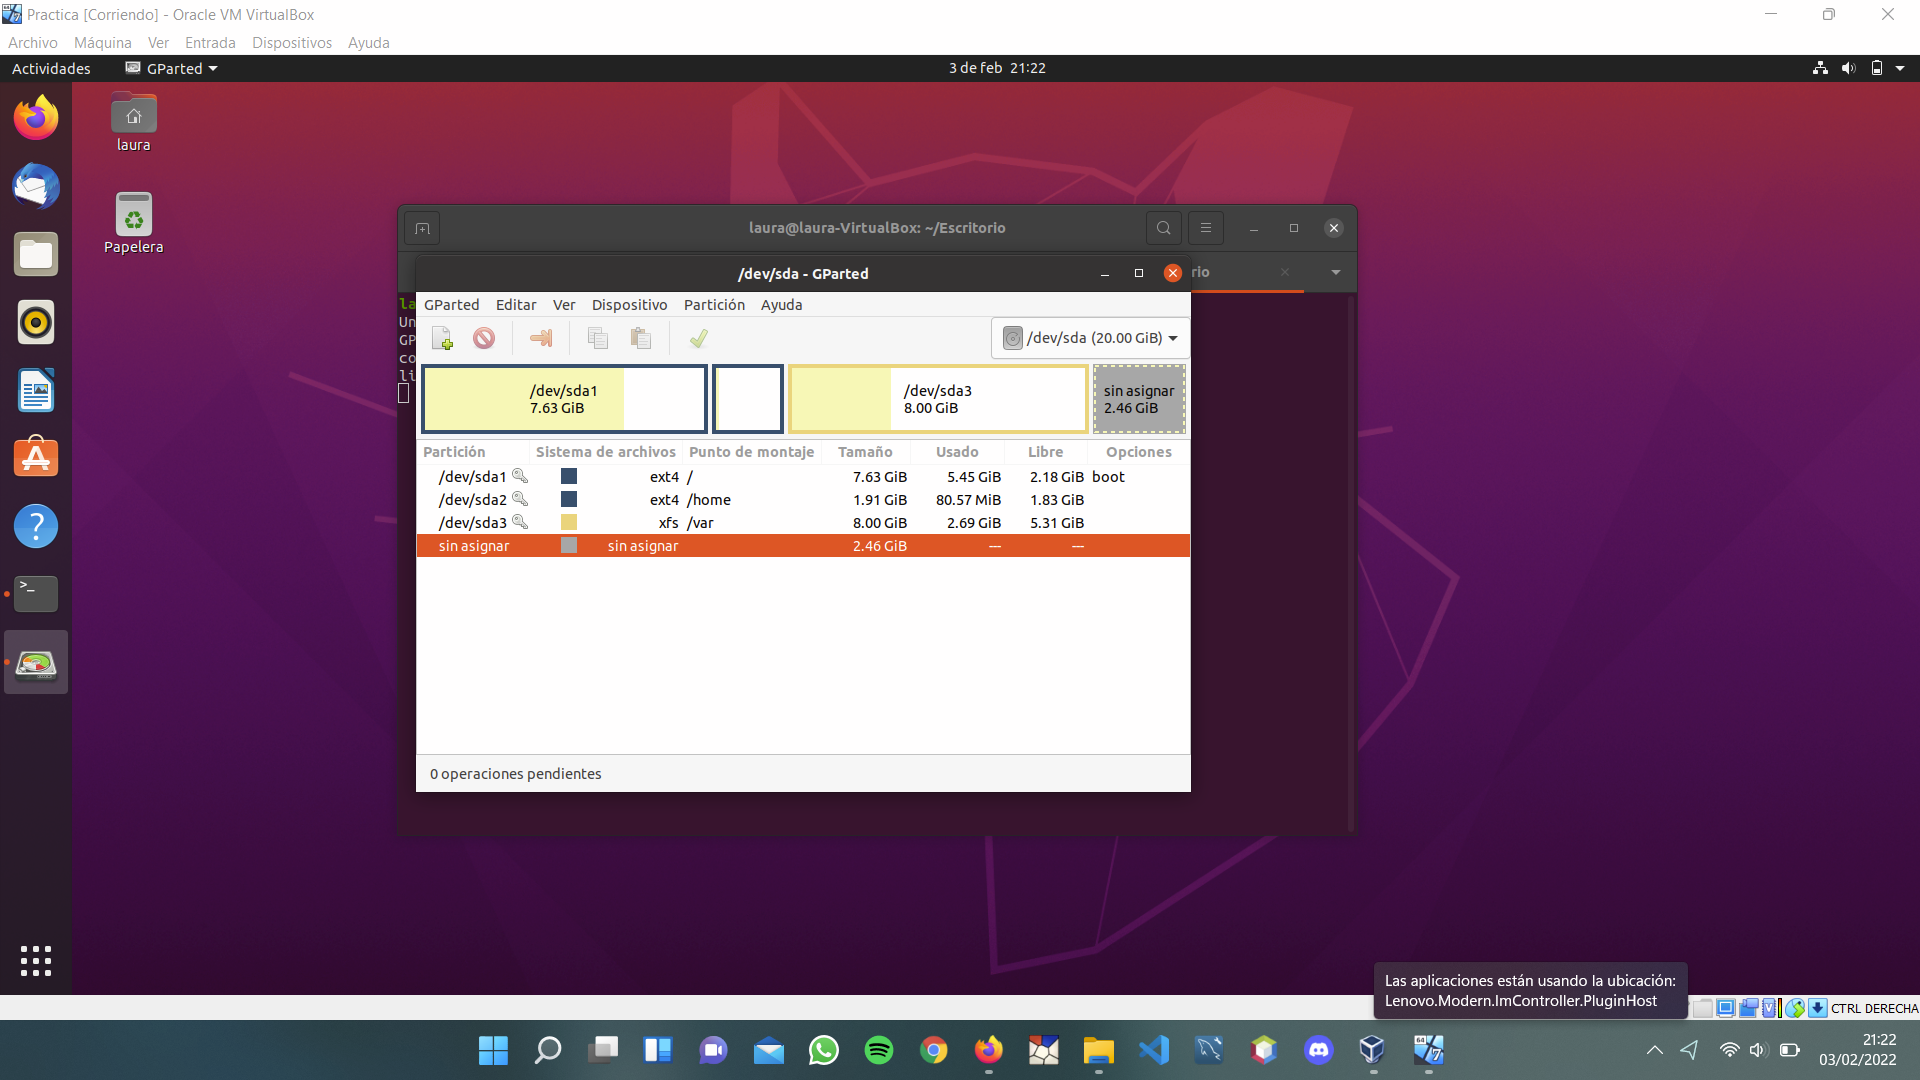 Practica [Corriendo] - Oracle VM VirtualBox
Archivo Máquina Ver Entrada Dispositivos Ayuda
Actividades GParted 3 de feb 21:22
laura
Papelera
laura@laura-VirtualBox: ~/Escritorio
rio
la
Un
GP
co
li
/dev/sda - GParted
GParted Editar Ver Dispositivo Partición Ayuda
/dev/sda (20.00 GiB)
/dev/sda1
7.63 GiB
/dev/sda3
8.00 GiB
sin asignar
2.46 GiB
Partición Sistema de archivos Punto de montaje Tamaño Usado Libre Opciones
/dev/sda1 ext4 / 7.63 GiB 5.45 GiB 2.18 GiB boot
/dev/sda2 ext4 /home 1.91 GiB 80.57 MiB 1.83 GiB
/dev/sda3 xfs /var 8.00 GiB 2.69 GiB 5.31 GiB
sin asignar sin asignar 2.46 GiB --- ---
0 operaciones pendientes
Las aplicaciones están usando la ubicación:
Lenovo.Modern.ImController.PluginHost
CTRL DERECHA
21:22
03/02/2022